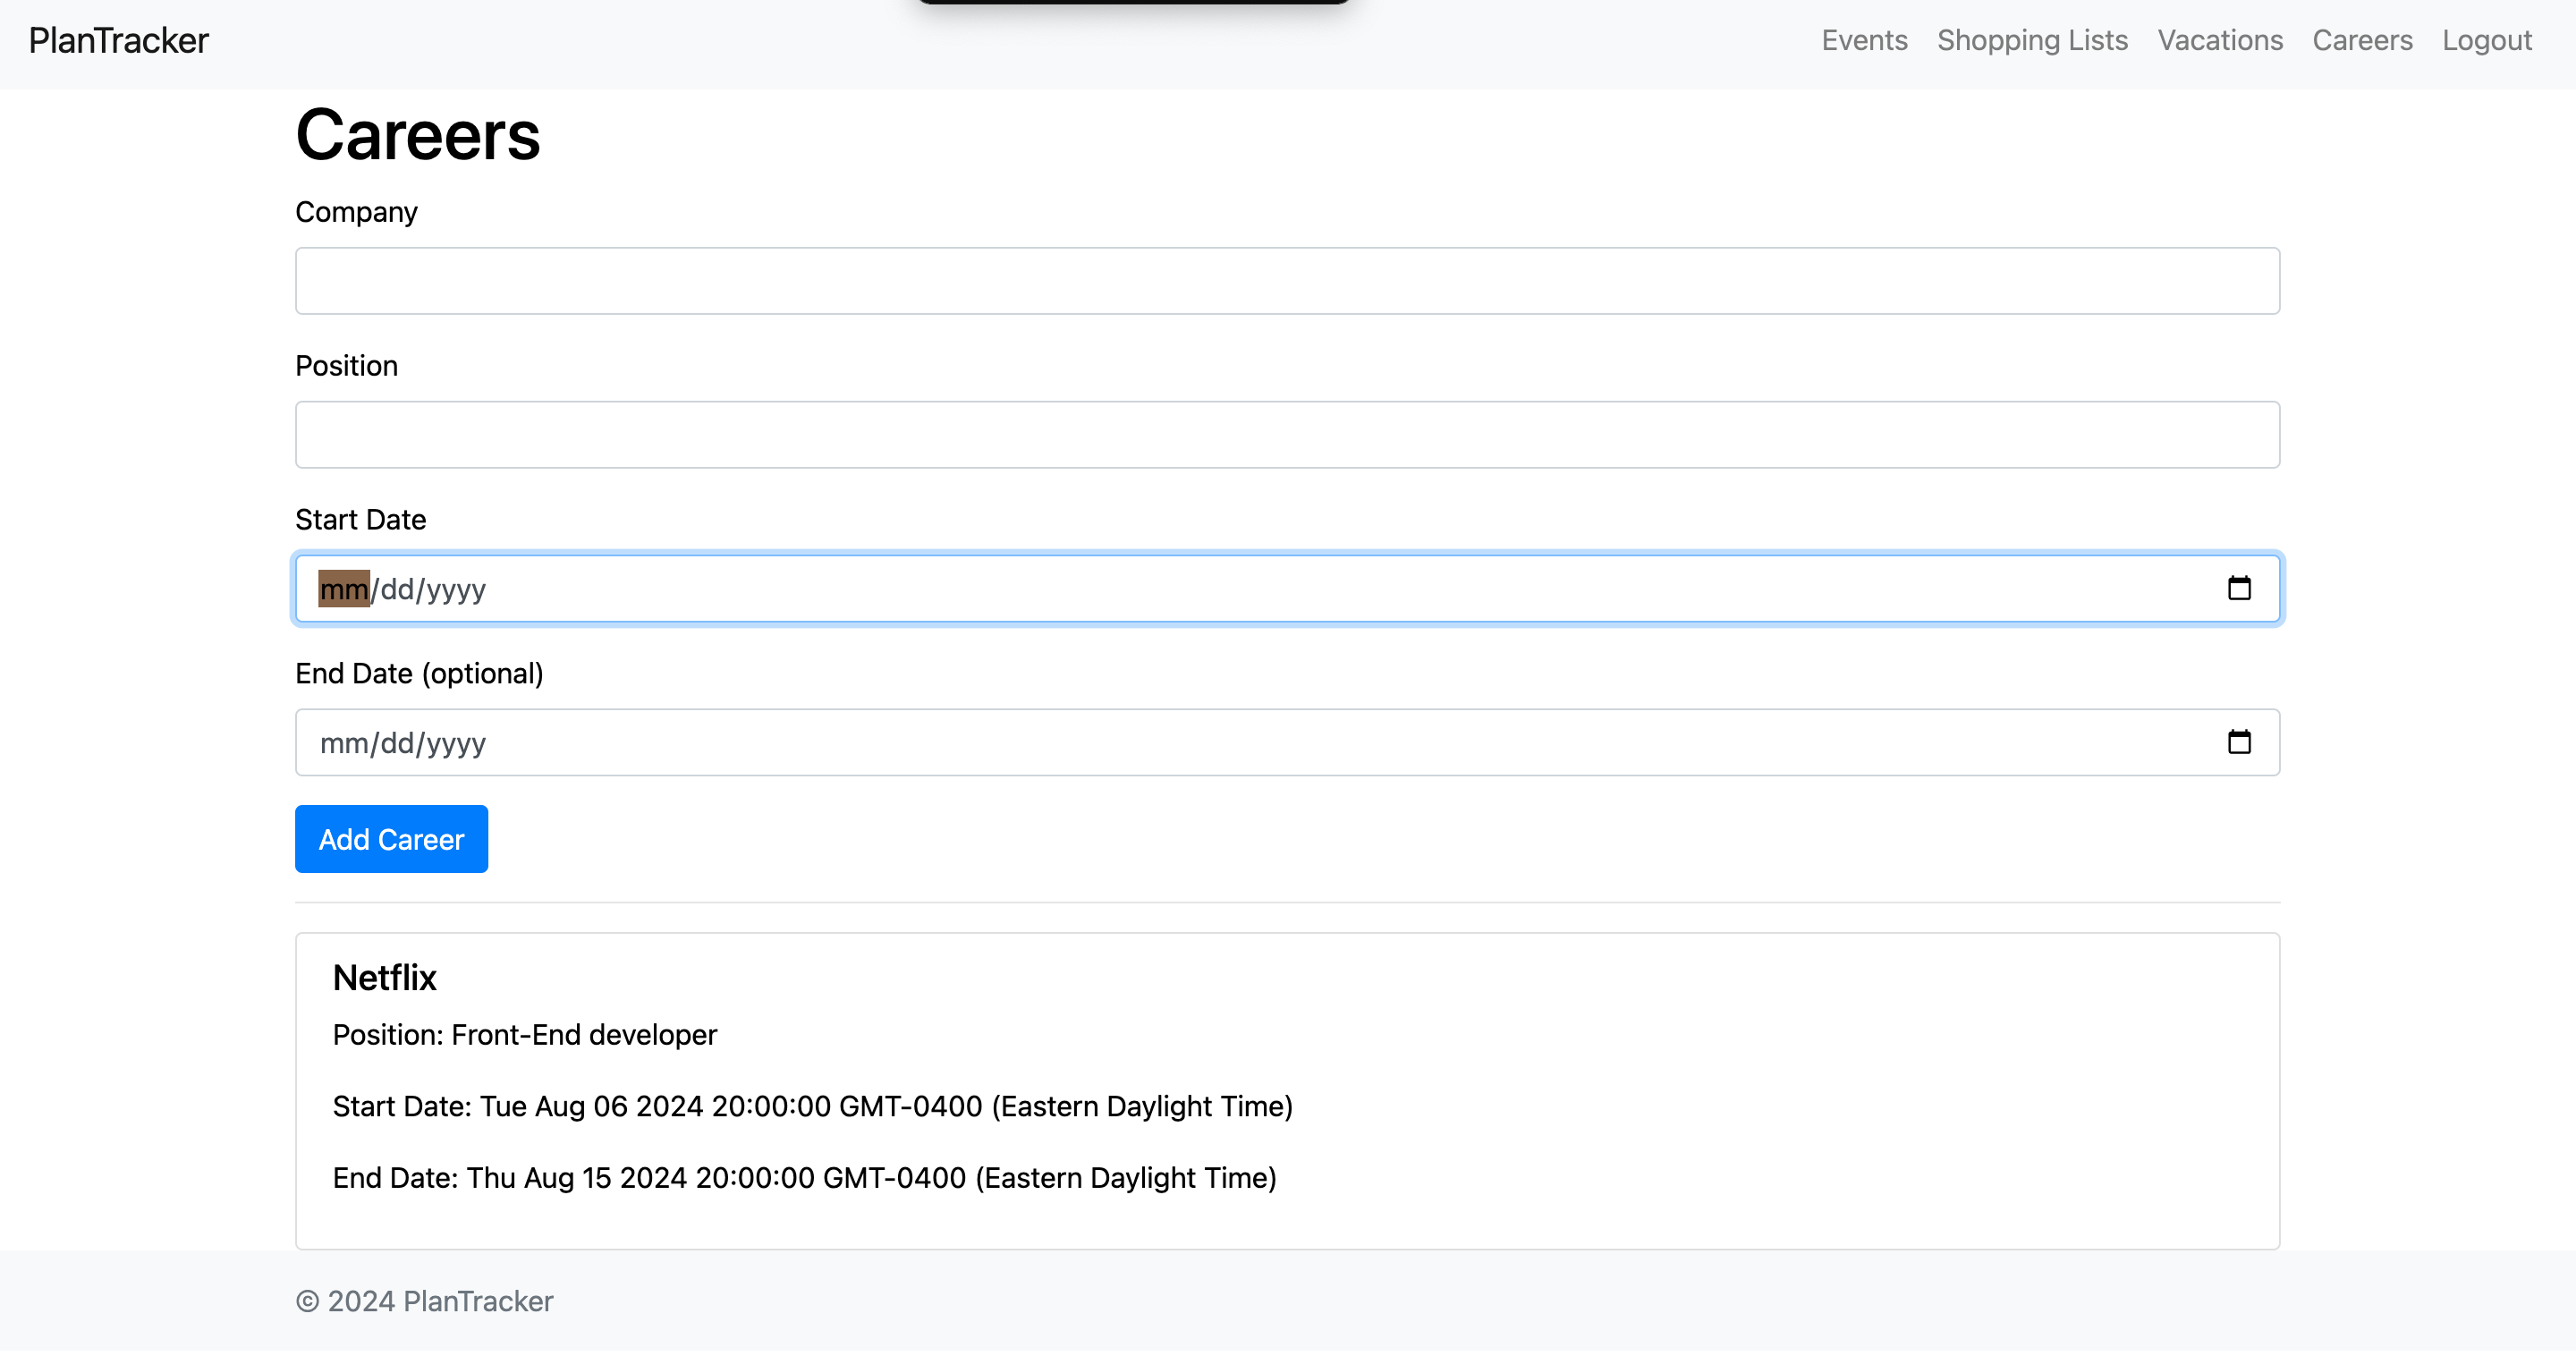 PlanTracker
Events Shopping Lists Vacations Careers Logout
Careers
Company
Position
Start Date
mm/dd/yyyy
End Date (optional)
mm/dd/yyyy
Add Career
Netflix
Position: Front-End developer
Start Date: Tue Aug 06 2024 20:00:00 GMT-0400 (Eastern Daylight Time)
End Date: Thu Aug 15 2024 20:00:00 GMT-0400 (Eastern Daylight Time)
© 2024 PlanTracker